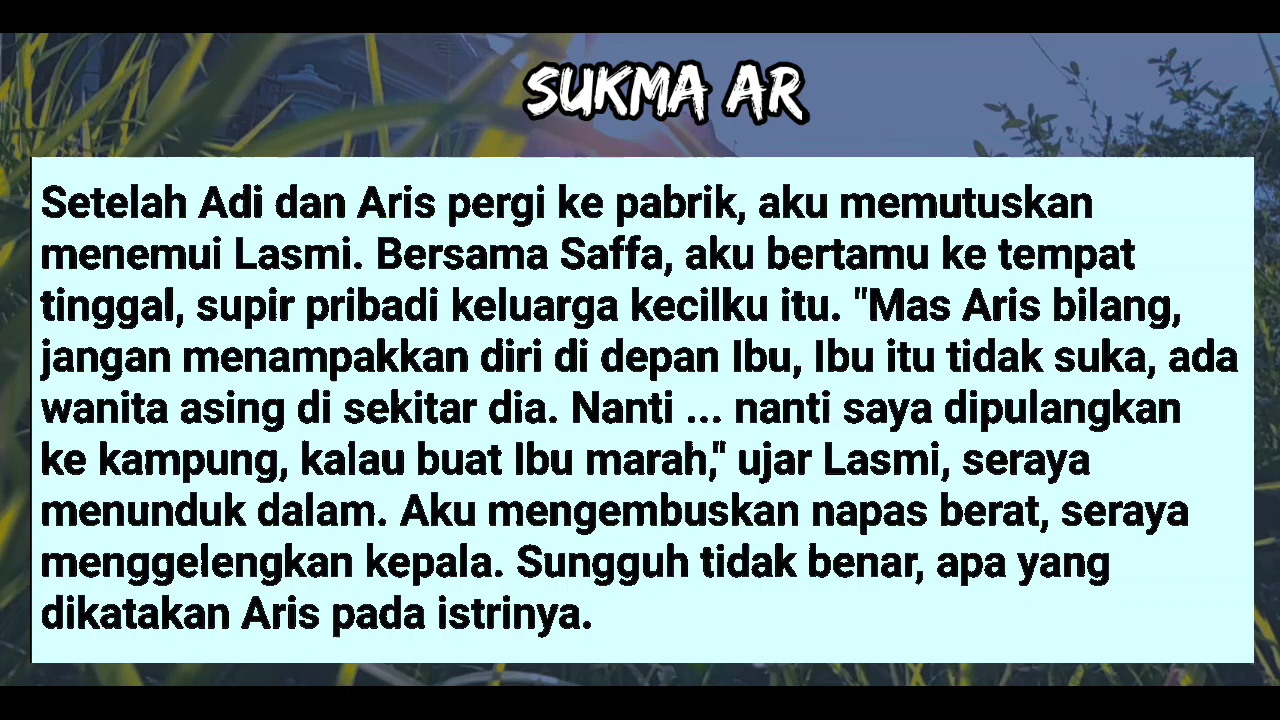 SUKMA AR
Setelah Adi dan Aris pergi ke pabrik, aku memutuskan
menemui Lasmi. Bersama Saffa, aku bertamu ke tempat
tinggal, supir pribadi keluarga kecilku itu. "Mas Aris bilang,
jangan menampakkan diri di depan Ibu, Ibu itu tidak suka, ada
wanita asing di sekitar dia. Nanti ... nanti saya dipulangkan
ke kampung, kalau buat Ibu marah," ujar Lasmi, seraya
menunduk dalam. Aku mengembuskan napas berat, seraya
menggelengkan kepala. Sungguh tidak benar, apa yang
dikatakan Aris pada istrinya.